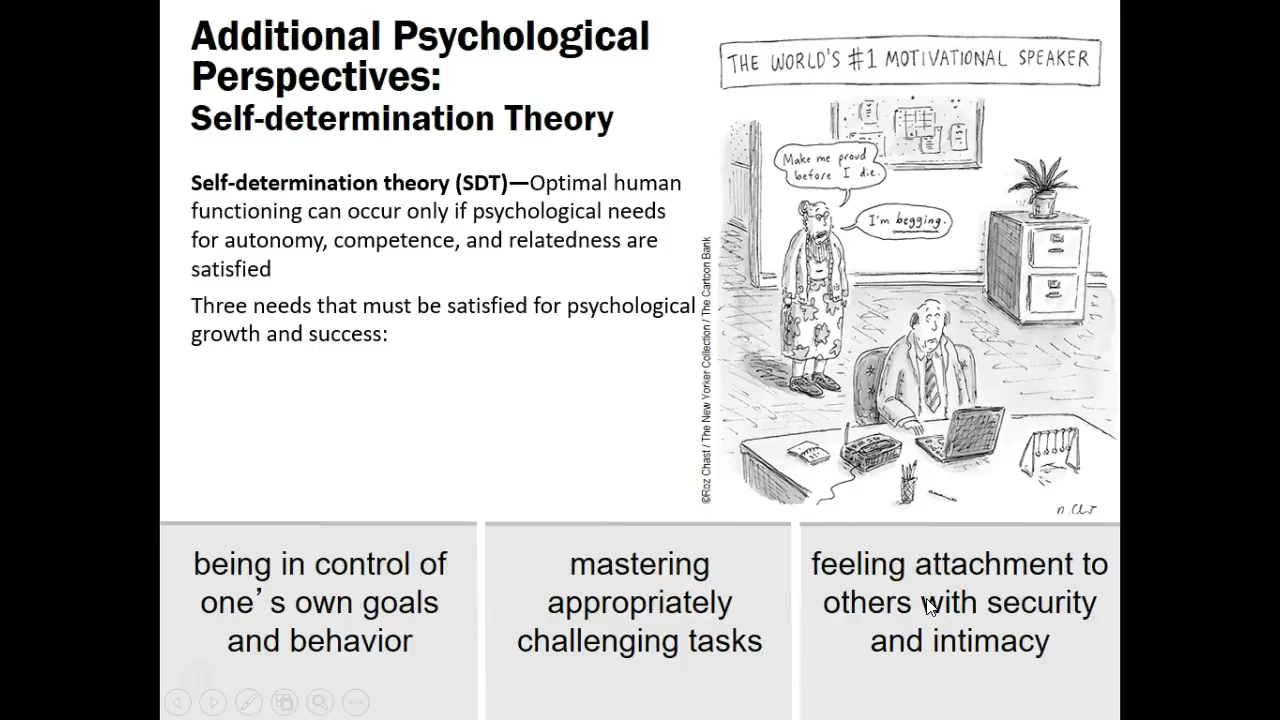 Additional Psychological
Perspectives:
Self-determination Theory
Self-determination theory (SDT)—Optimal human
functioning can occur only if psychological needs
for autonomy, competence, and relatedness are
satisfied
Three needs that must be satisfied for psychological
growth and success:
THE WORLD'S #1 MOTIVATIONAL SPEAKER
Make me proud
before I die.
I'm begging.
©Roz Chast / The New Yorker Collection / The Cartoon Bank
being in control of
one’s own goals
and behavior
mastering
appropriately
challenging tasks
feeling attachment to
others with security
and intimacy